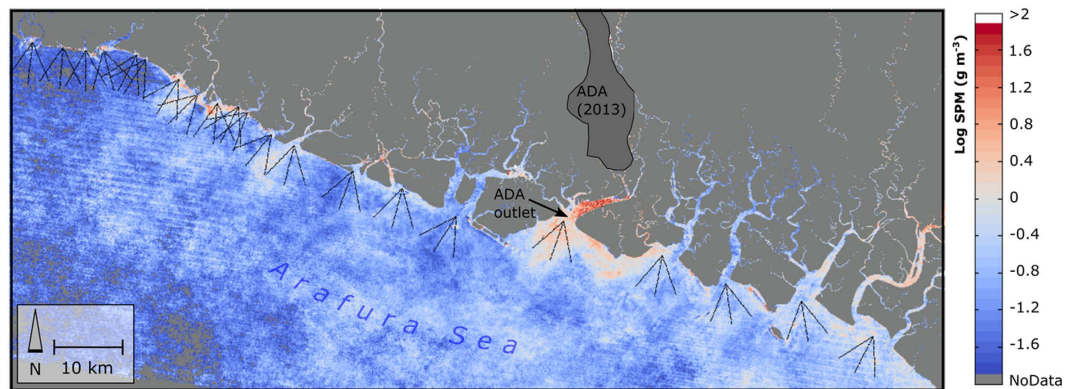 ADA
(2013)
ADA
outlet
Arafura Sea
N
10 km
Log SPM (g m⁻³)
>2
1.6
1.2
0.8
0.4
0
-0.4
-0.8
-1.2
-1.6
NoData